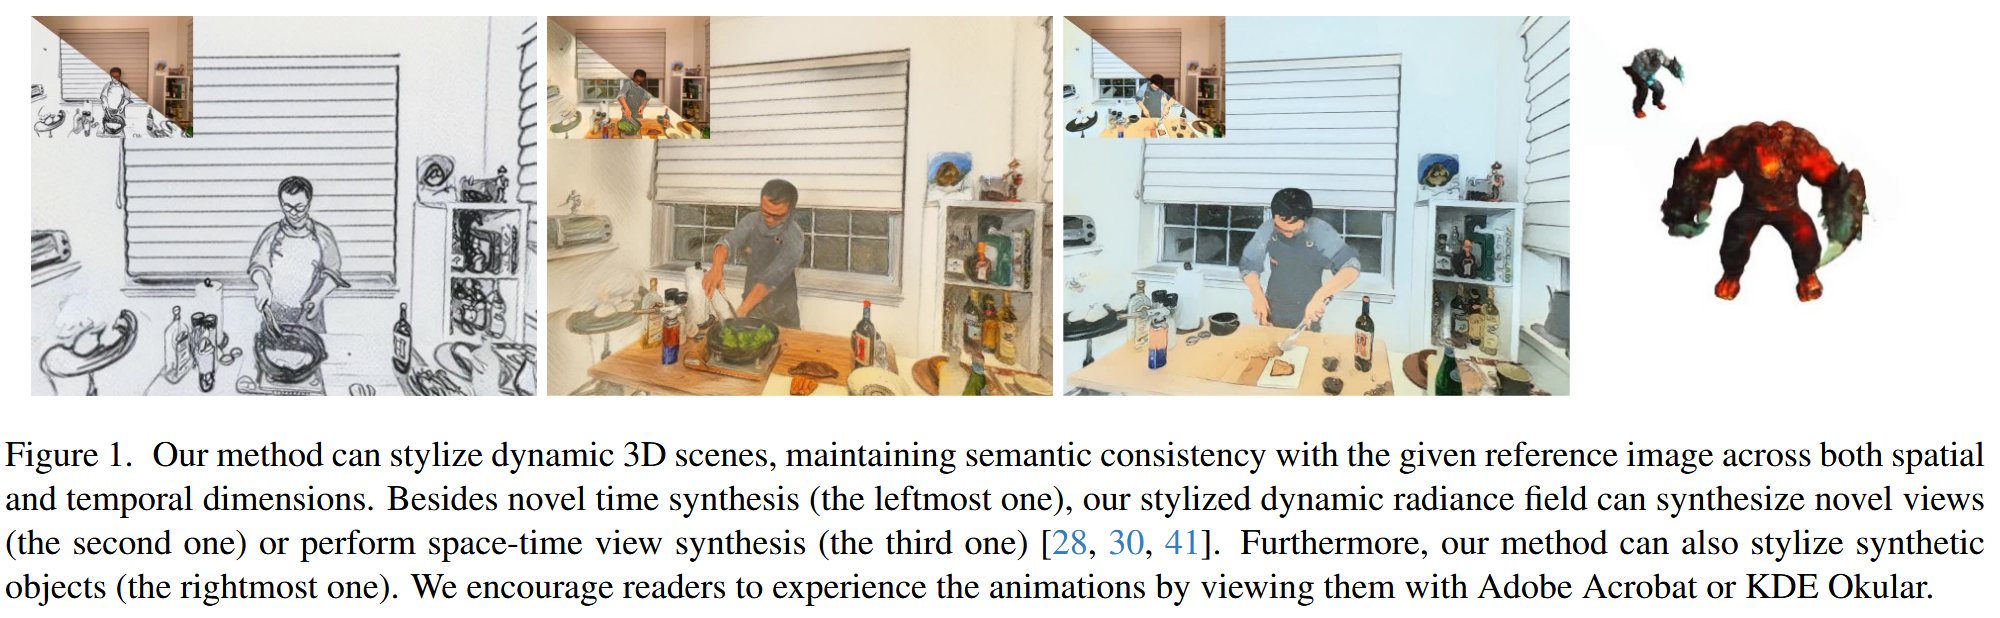 Figure 1. Our method can stylize dynamic 3D scenes, maintaining semantic consistency with the given reference image across both spatial
and temporal dimensions. Besides novel time synthesis (the leftmost one), our stylized dynamic radiance field can synthesize novel views
(the second one) or perform space-time view synthesis (the third one) [28, 30, 41]. Furthermore, our method can also stylize synthetic
objects (the rightmost one). We encourage readers to experience the animations by viewing them with Adobe Acrobat or KDE Okular.